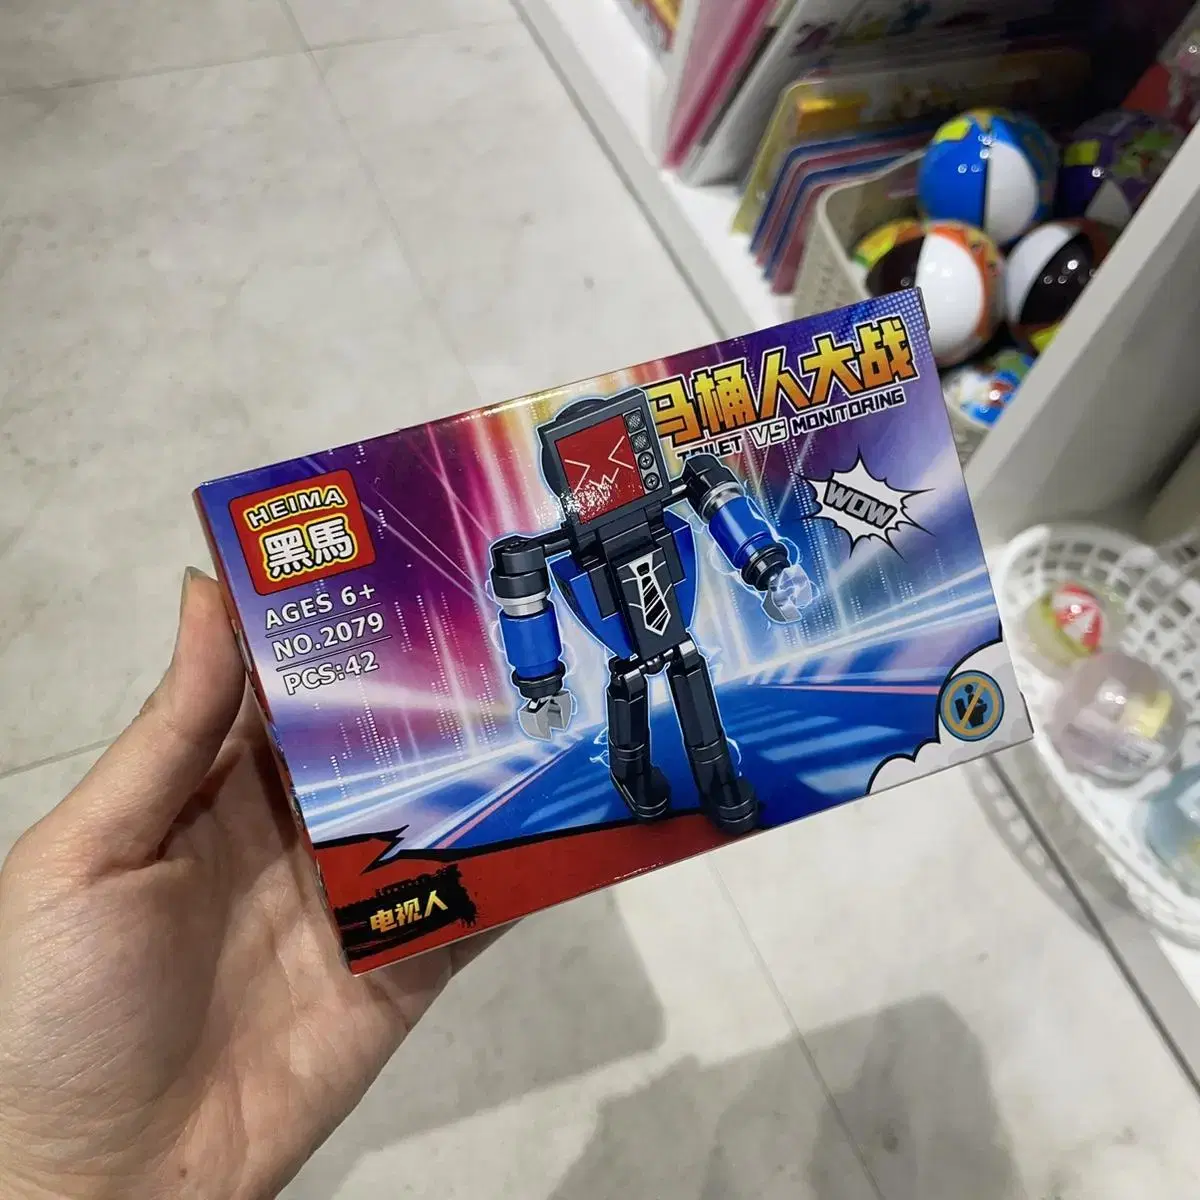 马桶人大战
TOILET VS MONITORING
WOW
HEIMA
黑馬
AGES 6+
NO.2079
PCS:42
电视人